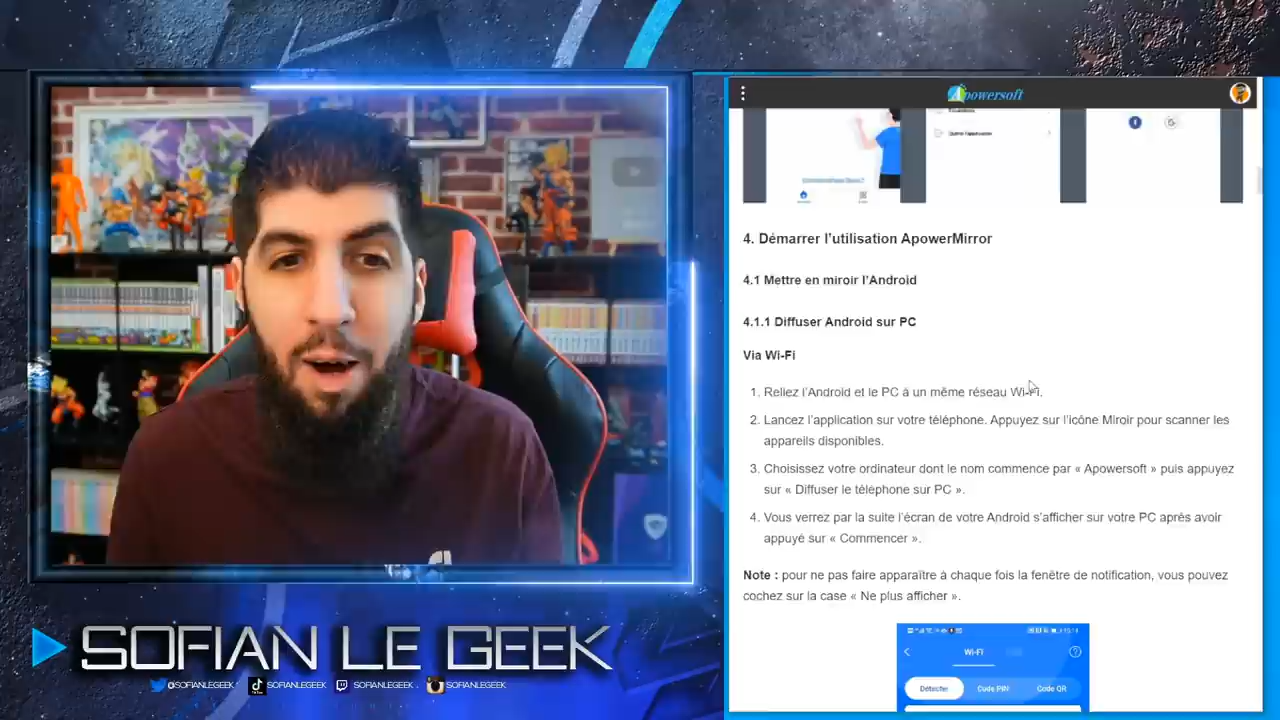 Apowersoft
4. Démarrer l'utilisation ApowerMirror
4.1 Mettre en miroir l'Android
4.1.1 Diffuser Android sur PC
Via Wi-Fi
1. Reliez l'Android et le PC à un même réseau Wi-Fi.
2. Lancez l'application sur votre téléphone. Appuyez sur l'icône Miroir pour scanner les
appareils disponibles.
3. Choisissez votre ordinateur dont le nom commence par « Apowersoft » puis appuyez
sur « Diffuser le téléphone sur PC ».
4. Vous verrez par la suite l'écran de votre Android s'afficher sur votre PC après avoir
appuyé sur « Commencer ».
Note : pour ne pas faire apparaître à chaque fois la fenêtre de notification, vous pouvez
cochez sur la case « Ne plus afficher ».
Wi-Fi
Détecter Code PIN Code QR
SOFIAN LE GEEK
@SOFIANLEGEEK SOFIANLEGEEK SOFIANLEGEEK SOFIANLEGEEK